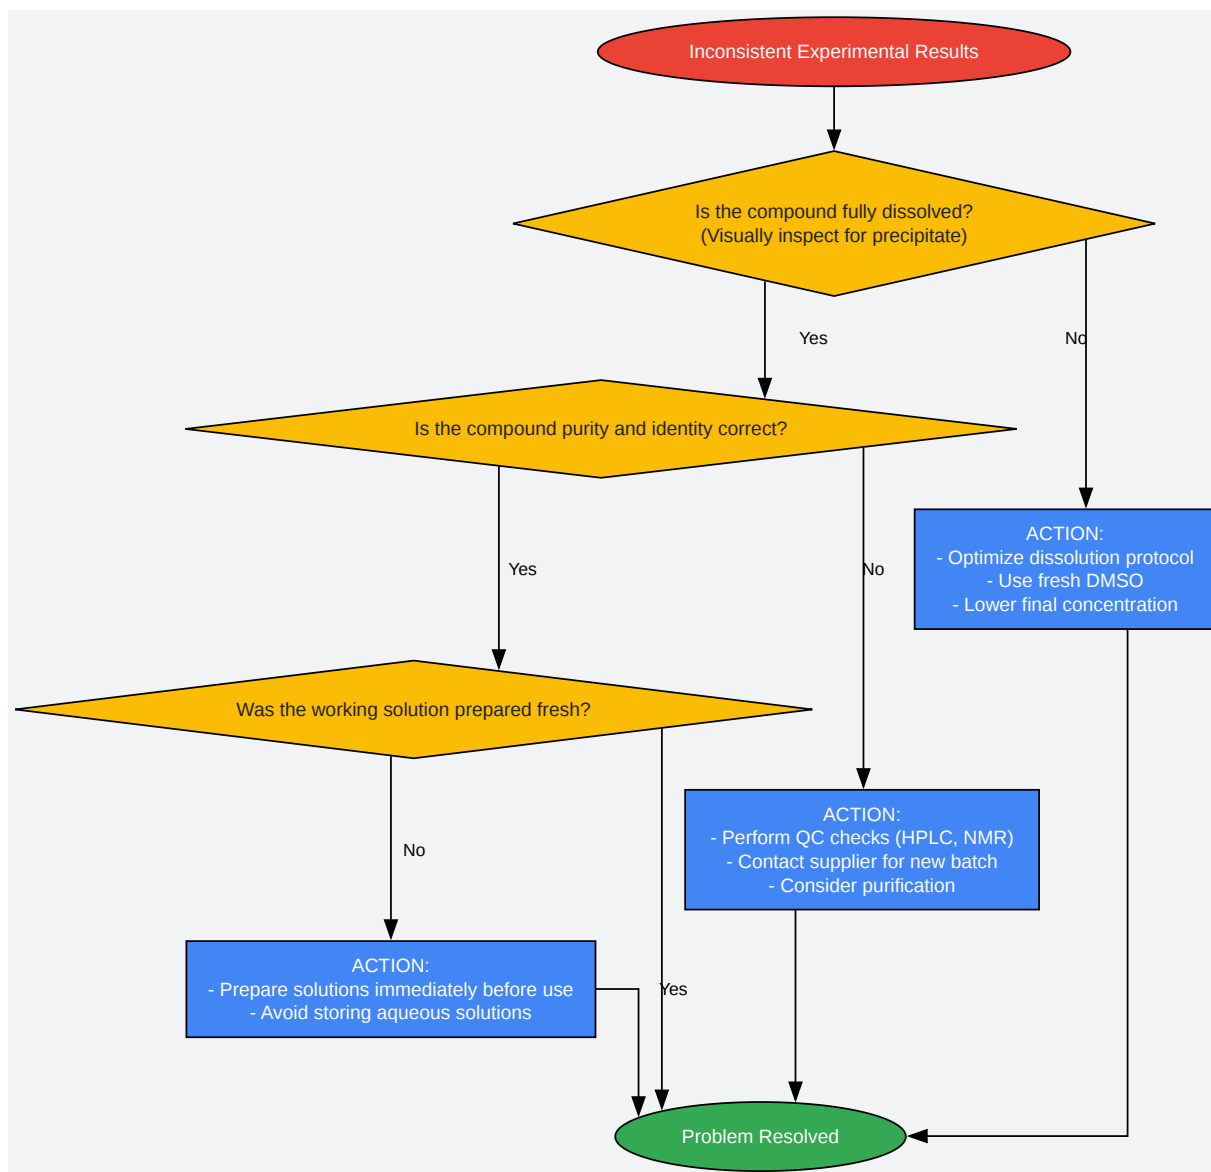 Inconsistent Experimental Results
Is the compound fully dissolved?
(Visually inspect for precipitate)
Yes
No
Is the compound purity and identity correct?
ACTION:
- Optimize dissolution protocol
- Use fresh DMSO
- Lower final concentration
Yes
No
Was the working solution prepared fresh?
ACTION:
- Perform QC checks (HPLC, NMR)
- Contact supplier for new batch
- Consider purification
No
ACTION:
- Prepare solutions immediately before use
- Avoid storing aqueous solutions
Yes
Problem Resolved